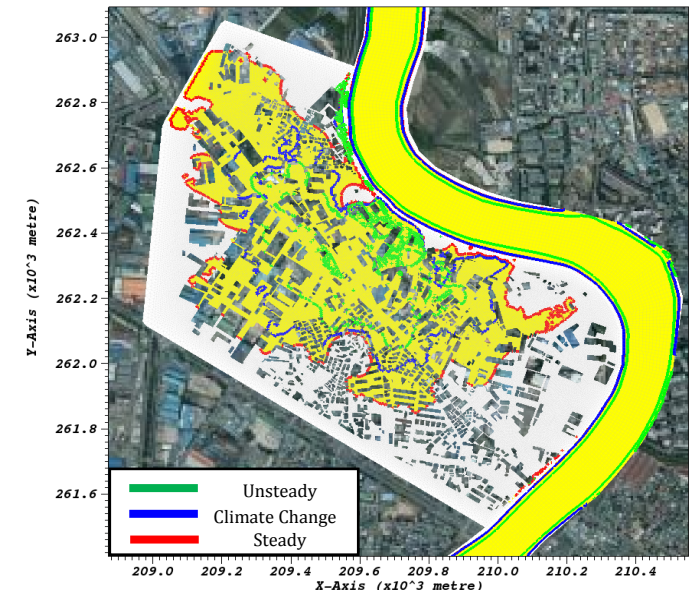 263.0
262.8
262.6
262.4
262.2
262.0
261.8
261.6
Y-Axis (x10^3 metre)
Unsteady
Climate Change
Steady
209.0 209.2 209.4 209.6 209.8 210.0 210.2 210.4
X-Axis (x10^3 metre)